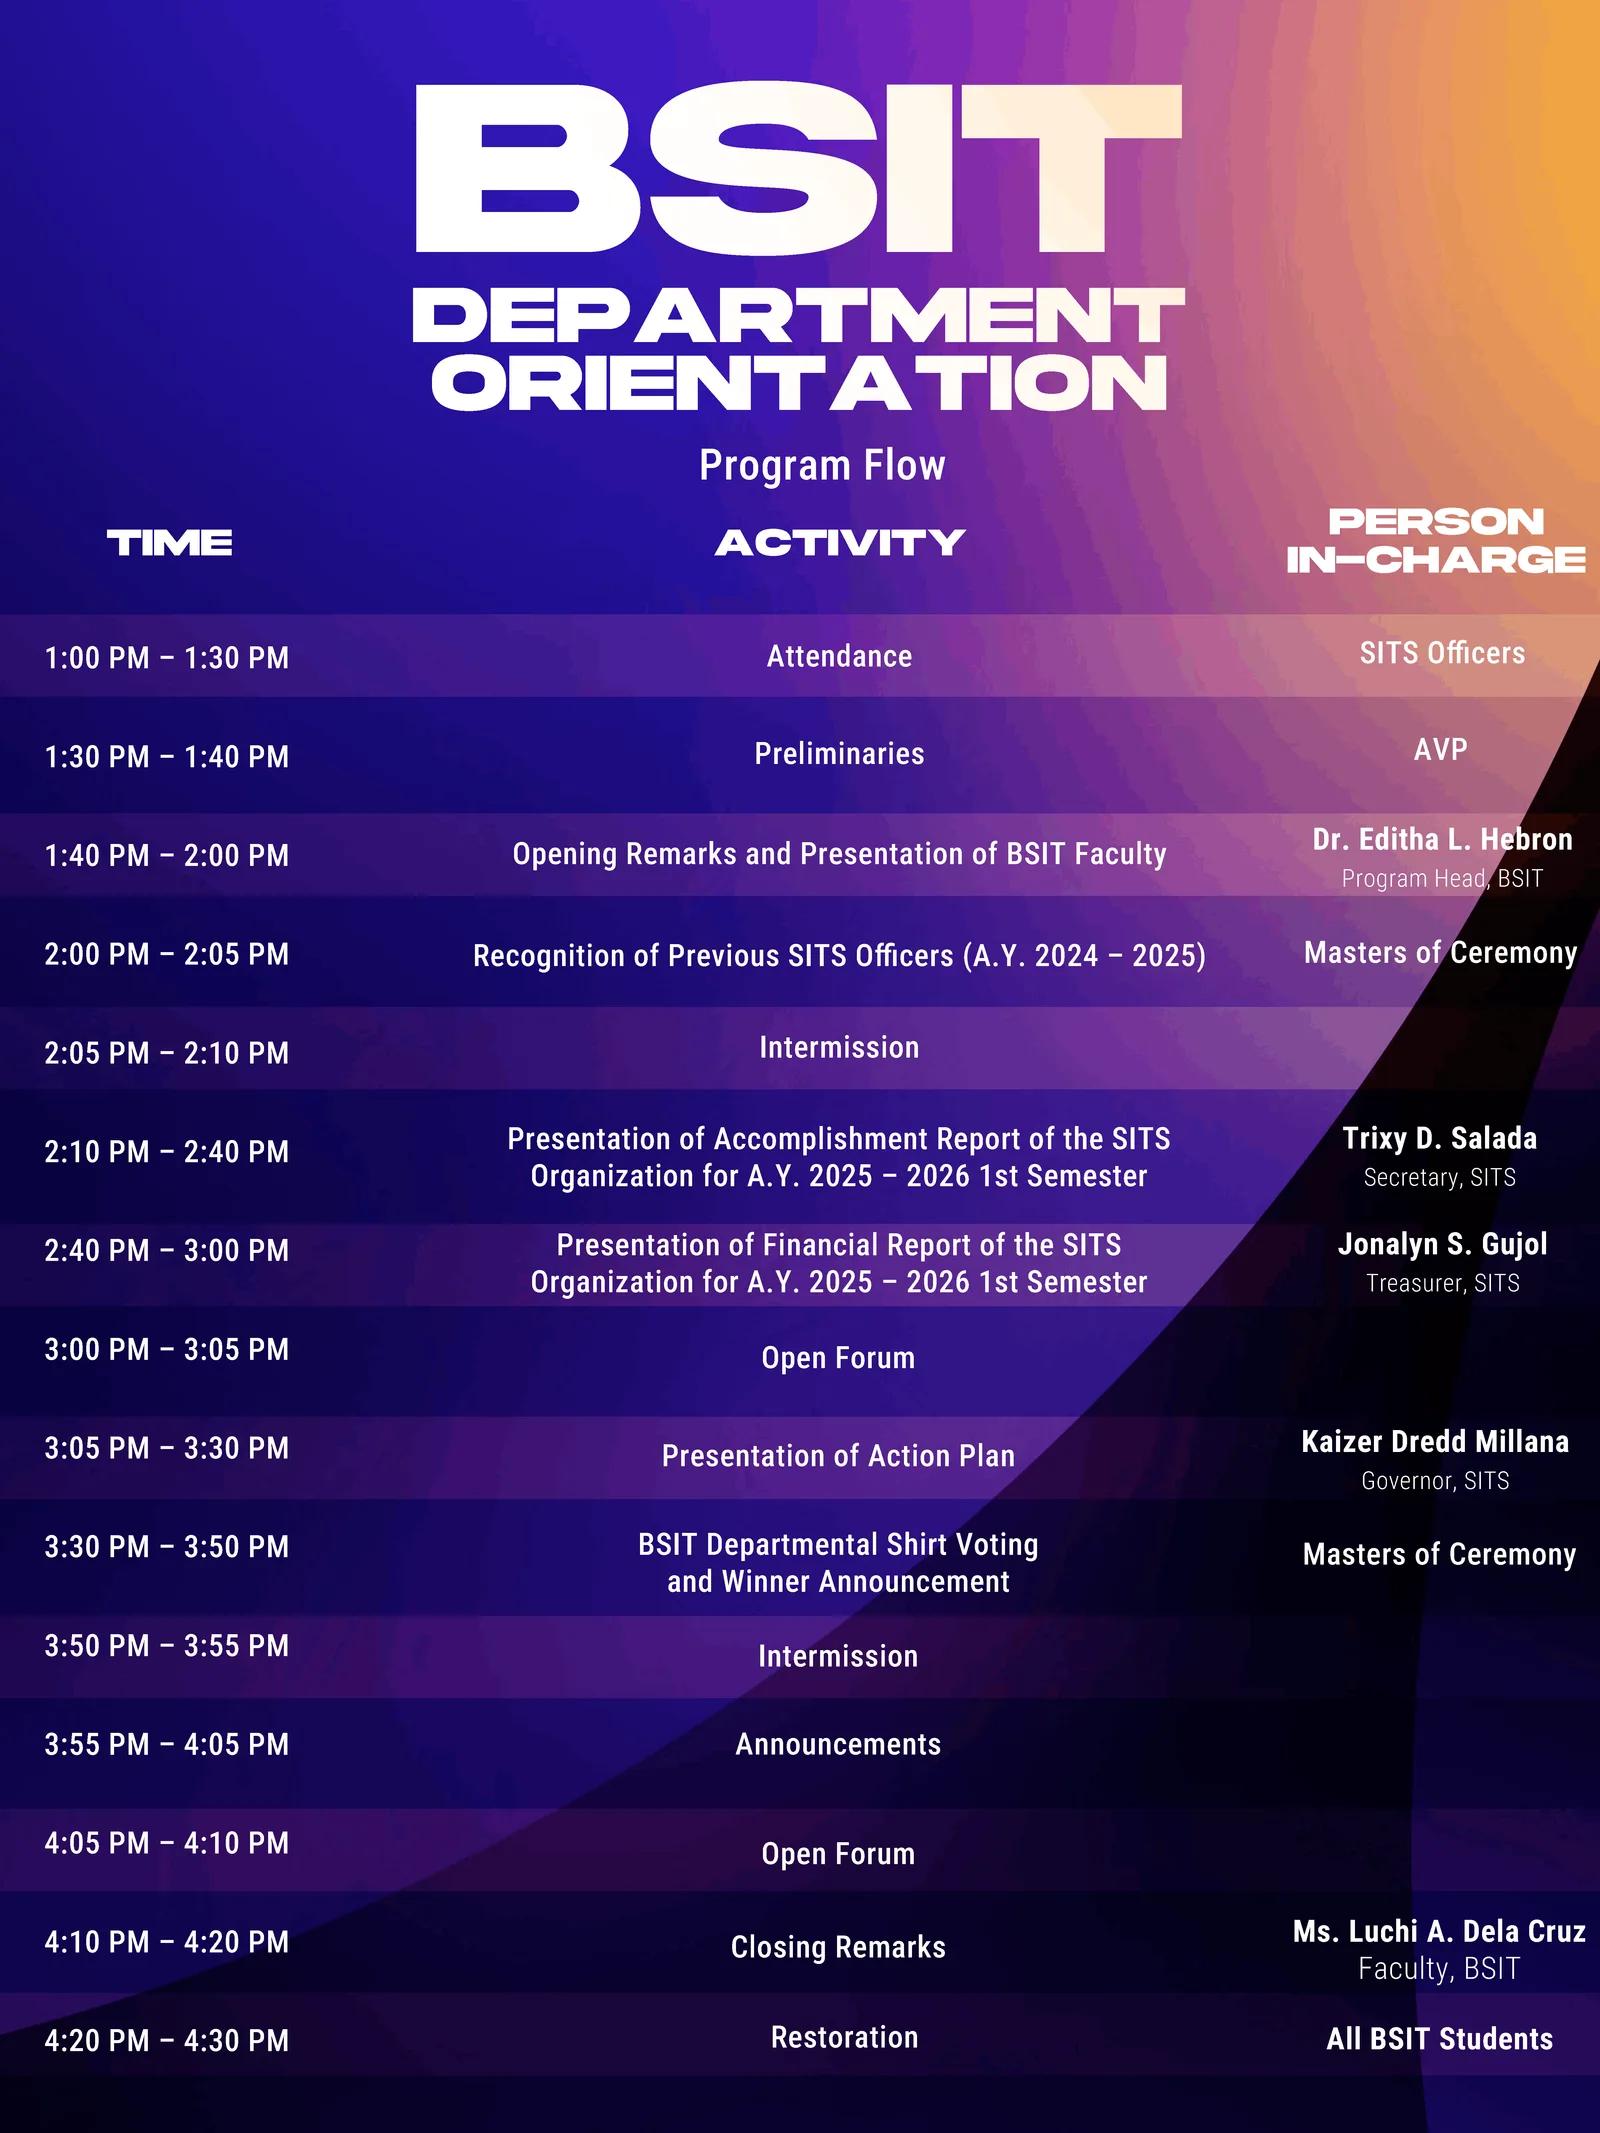 BSIT
DEPARTMENT
ORIENTATION
Program Flow
TIME
ACTIVITY
PERSON
IN-CHARGE
1:00 PM – 1:30 PM
Attendance
SITS Officers
1:30 PM – 1:40 PM
Preliminaries
AVP
1:40 PM – 2:00 PM
Opening Remarks and Presentation of BSIT Faculty
Dr. Editha L. Hebron
Program Head, BSIT
2:00 PM – 2:05 PM
Recognition of Previous SITS Officers (A.Y. 2024 – 2025)
Masters of Ceremony
2:05 PM – 2:10 PM
Intermission
2:10 PM – 2:40 PM
Presentation of Accomplishment Report of the SITS
Organization for A.Y. 2025 – 2026 1st Semester
Trixy D. Salada
Secretary, SITS
2:40 PM – 3:00 PM
Presentation of Financial Report of the SITS
Organization for A.Y. 2025 – 2026 1st Semester
Jonalyn S. Gujol
Treasurer, SITS
3:00 PM – 3:05 PM
Open Forum
3:05 PM – 3:30 PM
Presentation of Action Plan
Kaizer Dredd Millana
Governor, SITS
3:30 PM – 3:50 PM
BSIT Departmental Shirt Voting
and Winner Announcement
Masters of Ceremony
3:50 PM – 3:55 PM
Intermission
3:55 PM – 4:05 PM
Announcements
4:05 PM – 4:10 PM
Open Forum
4:10 PM – 4:20 PM
Closing Remarks
Ms. Luchi A. Dela Cruz
Faculty, BSIT
4:20 PM – 4:30 PM
Restoration
All BSIT Students